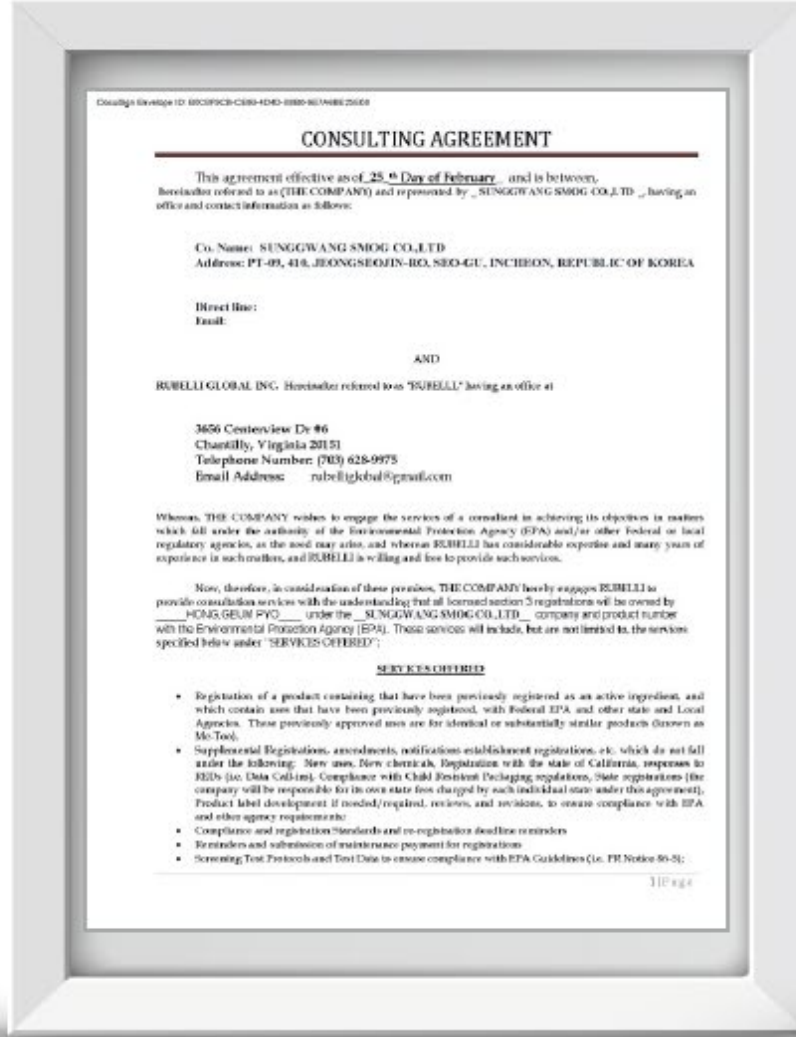 DocuSign Envelope ID:
CONSULTING AGREEMENT
This agreement effective as of_25_th Day of February_ and is between,
hereinafter referred to as (THE COMPANY) and represented by _ SUNGGWANG SMOG CO.,LTD _, having an
office and contact information as follows:
Co. Name: SUNGGWANG SMOG CO.,LTD
Address: PT-09, 410, JEONGSEOJIN-RO, SEO-GU, INCHEON, REPUBLIC OF KOREA
Direct line:
Email:
AND
RUBELLI GLOBAL INC. Hereinafter referred to as "RUBELLI" having an office at
3656 Centerview Dr #6
Chantilly, Virginia 20151
Telephone Number: (703) 628-9975
Email Address: rubelliglobal@gmail.com
Whereas, THE COMPANY wishes to engage the services of a consultant in achieving its objectives in matters
which fall under the authority of the Environmental Protection Agency (EPA) and/or other Federal or local
regulatory agencies, as the need may arise, and whereas RUBELLI has considerable expertise and many years of
experience in such matters, and RUBELLI is willing and free to provide such services.
Now, therefore, in consideration of these premises, THE COMPANY hereby engages RUBELLI to
provide consultation services with the understanding that all licensed section 3 registrations will be owned by
_____HONG,GEUM PYO____ under the __SUNGGWANG SMOG CO.,LTD__ company and product number
with the Environmental Protection Agency (EPA). These services will include, but are not limited to, the services
specified below under "SERVICES OFFERED";
SERVICES OFFERED
• Registration of a product containing that have been previously registered as an active ingredient, and
which contain uses that have been previously registered, with Federal EPA and other state and Local
Agencies. These previously approved uses are for identical or substantially similar products (known as
Me-Too).
• Supplemental Registrations, amendments, notifications establishment registrations, etc. which do not fall
under the following: New uses, New chemicals, Registration with the state of California, responses to
REDs (i.e. Data Call-ins), Compliance with Child Resistant Packaging regulations, State registrations (the
company will be responsible for its own state fees charged by each individual state under this agreement),
Product label development if needed/required, reviews, and revisions, to ensure compliance with EPA
and other agency requirements;
• Compliance and registration Standards and re-registration deadline reminders
• Reminders and submission of maintenance payment for registrations
• Screening Test Protocols and Test Data to ensure compliance with EPA Guidelines (i.e. PR Notice 86-5);
1|Page